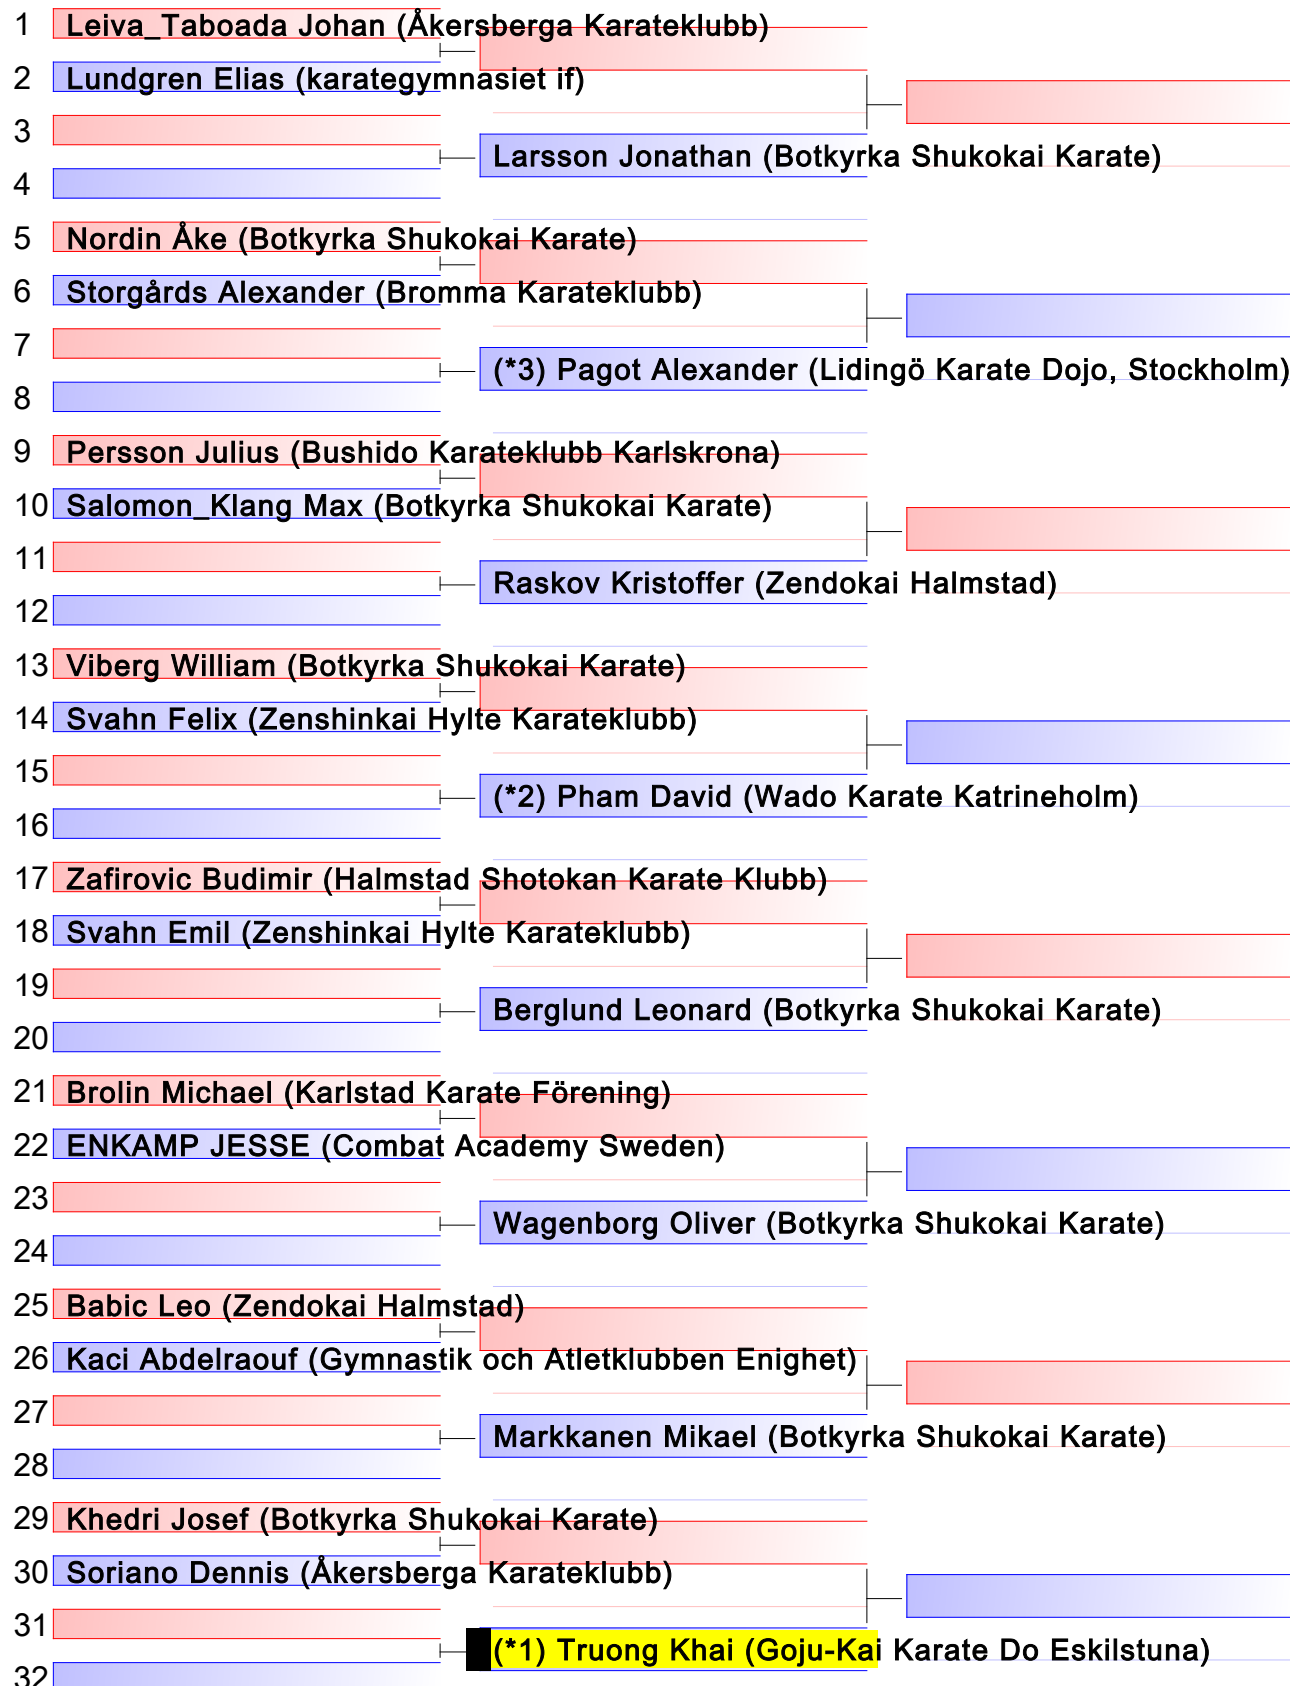 1 Leiva_Taboada Johan (Åkersberga Karateklubb)
2 Lundgren Elias (karategymnasiet if)
3
Larsson Jonathan (Botkyrka Shukokai Karate)
4
5 Nordin Åke (Botkyrka Shukokai Karate)
6 Storgårds Alexander (Bromma Karateklubb)
7
(*3) Pagot Alexander (Lidingö Karate Dojo, Stockholm)
8
9 Persson Julius (Bushido Karateklubb Karlskrona)
10 Salomon_Klang Max (Botkyrka Shukokai Karate)
11
Raskov Kristoffer (Zendokai Halmstad)
12
13 Viberg William (Botkyrka Shukokai Karate)
14 Svahn Felix (Zenshinkai Hylte Karateklubb)
15
(*2) Pham David (Wado Karate Katrineholm)
16
17 Zafirovic Budimir (Halmstad Shotokan Karate Klubb)
18 Svahn Emil (Zenshinkai Hylte Karateklubb)
19
Berglund Leonard (Botkyrka Shukokai Karate)
20
21 Brolin Michael (Karlstad Karate Förening)
22 ENKAMP JESSE (Combat Academy Sweden)
23
Wagenborg Oliver (Botkyrka Shukokai Karate)
24
25 Babic Leo (Zendokai Halmstad)
26 Kaci Abdelraouf (Gymnastik och Atletklubben Enighet)
27
Markkanen Mikael (Botkyrka Shukokai Karate)
28
29 Khedri Josef (Botkyrka Shukokai Karate)
30 Soriano Dennis (Åkersberga Karateklubb)
31
(*1) Truong Khai (Goju-Kai Karate Do Eskilstuna)
32